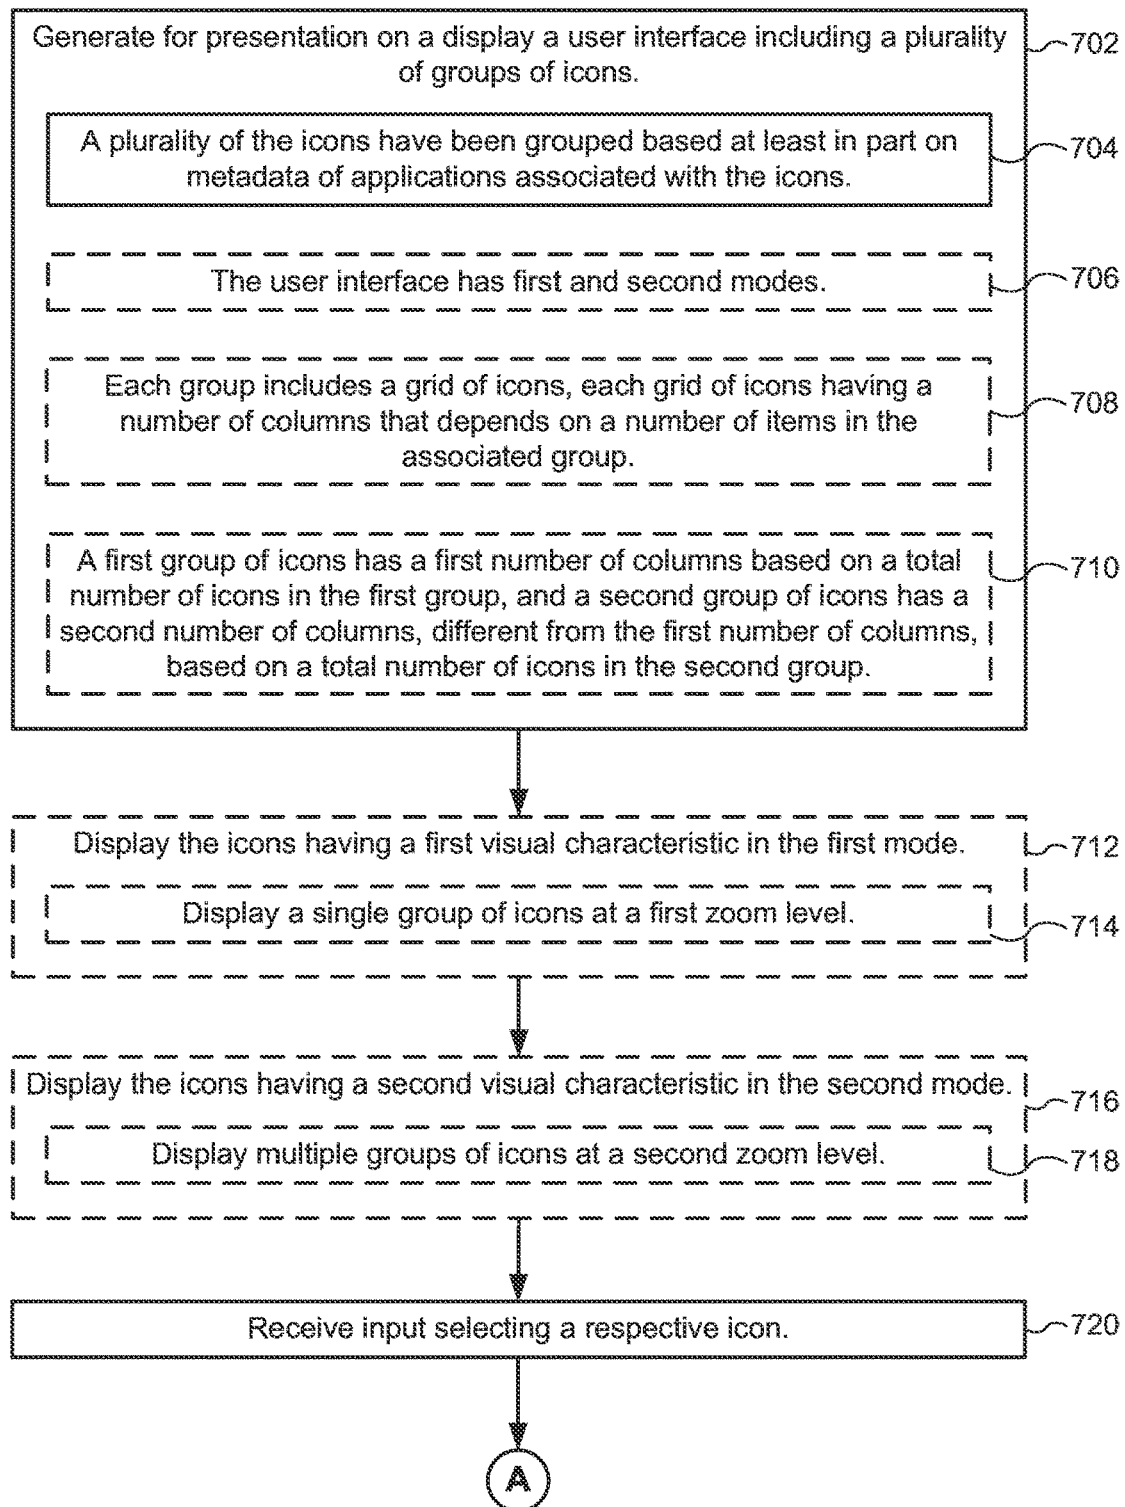 Generate for presentation on a display a user interface including a plurality
of groups of icons.
702
A plurality of the icons have been grouped based at least in part on
metadata of applications associated with the icons.
704
The user interface has first and second modes.
706
Each group includes a grid of icons, each grid of icons having a
number of columns that depends on a number of items in the
associated group.
708
A first group of icons has a first number of columns based on a total
number of icons in the first group, and a second group of icons has a
second number of columns, different from the first number of columns,
based on a total number of icons in the second group.
710
Display the icons having a first visual characteristic in the first mode.
712
Display a single group of icons at a first zoom level.
714
Display the icons having a second visual characteristic in the second mode.
716
Display multiple groups of icons at a second zoom level.
718
Receive input selecting a respective icon.
720
A